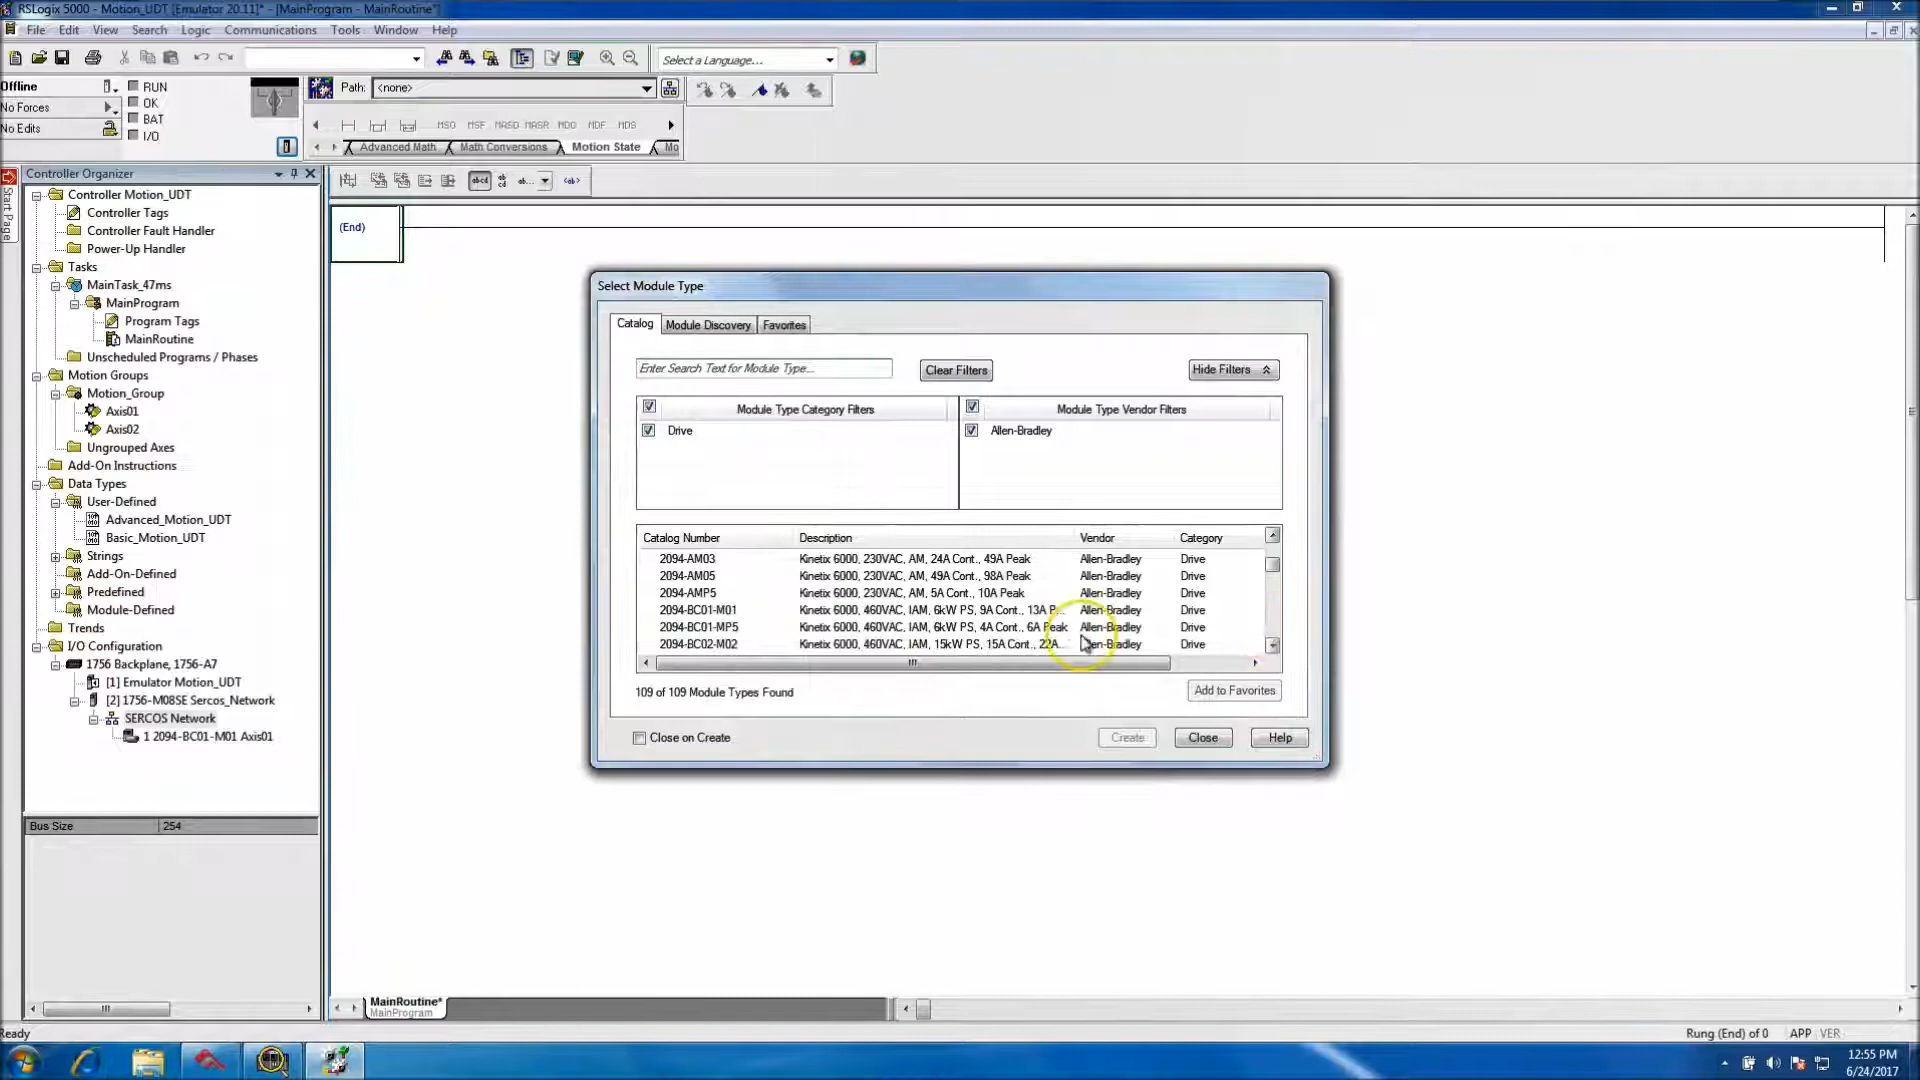 RSLogix 5000 - Motion_UDT [Emulator 20.11]* - [MainProgram - MainRoutine*]
File Edit View Search Logic Communications Tools Window Help
Select a Language...
Offline RUN
No Forces OK
No Edits BAT
I/O
Path: <none>
MSO MSF MASD MASR MDO MDF MDS
Advanced Math Math Conversions Motion State Mo
Start Page
Controller Organizer
Controller Motion_UDT
Controller Tags
Controller Fault Handler
Power-Up Handler
Tasks
MainTask_47ms
MainProgram
Program Tags
MainRoutine
Unscheduled Programs / Phases
Motion Groups
Motion_Group
Axis01
Axis02
Ungrouped Axes
Add-On Instructions
Data Types
User-Defined
Advanced_Motion_UDT
Basic_Motion_UDT
Strings
Add-On-Defined
Predefined
Module-Defined
Trends
I/O Configuration
1756 Backplane, 1756-A7
[1] Emulator Motion_UDT
[2] 1756-M08SE Sercos_Network
SERCOS Network
1 2094-BC01-M01 Axis01
Bus Size 254
(End)
Select Module Type
Catalog Module Discovery Favorites
Enter Search Text for Module Type... Clear Filters Hide Filters
Module Type Category Filters Module Type Vendor Filters
Drive Allen-Bradley
Catalog Number Description Vendor Category
2094-AM03 Kinetix 6000, 230VAC, AM, 24A Cont., 49A Peak Allen-Bradley Drive
2094-AM05 Kinetix 6000, 230VAC, AM, 49A Cont., 98A Peak Allen-Bradley Drive
2094-AMP5 Kinetix 6000, 230VAC, AM, 5A Cont., 10A Peak Allen-Bradley Drive
2094-BC01-M01 Kinetix 6000, 460VAC, IAM, 6kW PS, 9A Cont., 13A P... Allen-Bradley Drive
2094-BC01-MP5 Kinetix 6000, 460VAC, IAM, 6kW PS, 4A Cont., 6A Peak Allen-Bradley Drive
2094-BC02-M02 Kinetix 6000, 460VAC, IAM, 15kW PS, 15A Cont., 22A... Allen-Bradley Drive
109 of 109 Module Types Found Add to Favorites
Close on Create Create Close Help
MainRoutine*
MainProgram
Ready Rung (End) of 0 APP VER
12:55 PM
6/24/2017